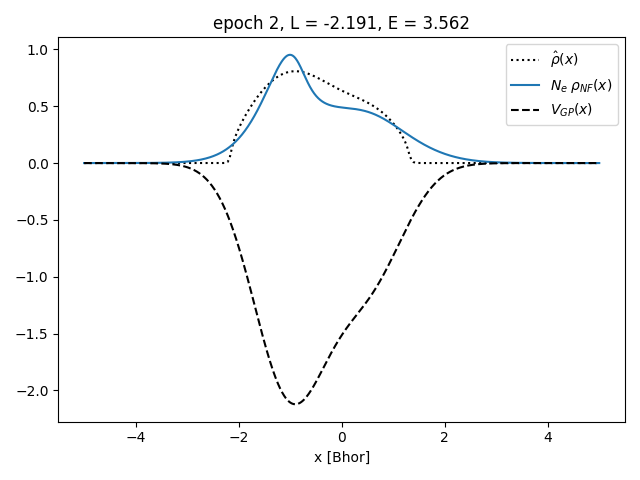 epoch 2, L = -2.191, E = 3.562
1.0
0.5
0.0
−0.5
−1.0
−1.5
−2.0
ρ̂(x)
N_e ρ_NF(x)
V_GP(x)
−4 −2 0 2 4
x [Bhor]